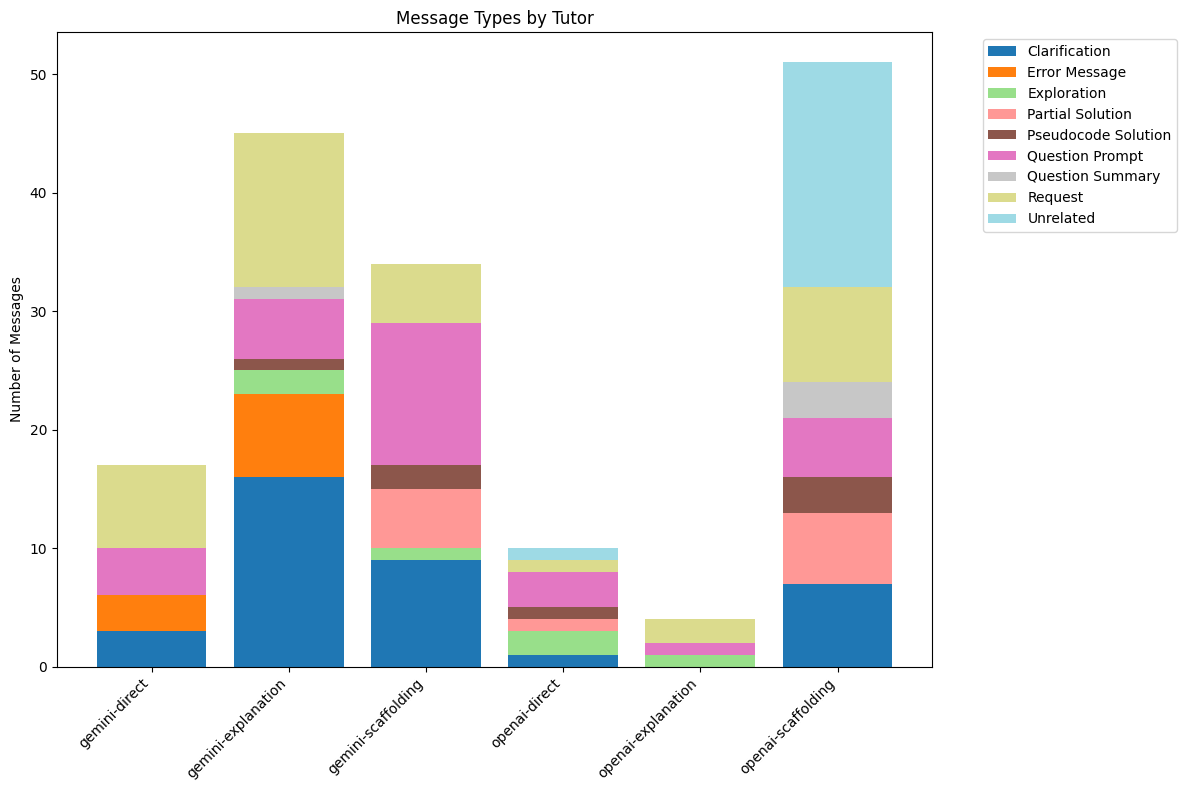 Message Types by Tutor
Number of Messages
50
40
30
20
10
0
gemini-direct
gemini-explanation
gemini-scaffolding
openai-direct
openai-explanation
openai-scaffolding
Clarification
Error Message
Exploration
Partial Solution
Pseudocode Solution
Question Prompt
Question Summary
Request
Unrelated